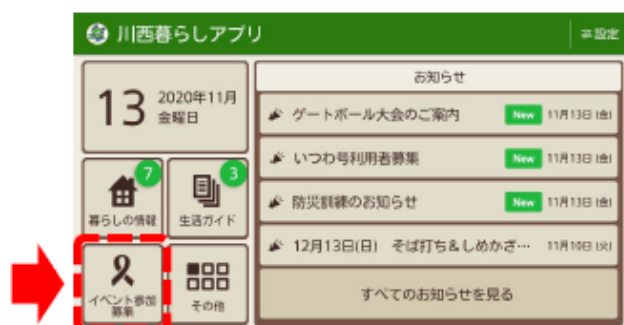 川西暮らしアプリ
設定
13
2020年11月
金曜日
7
暮らしの情報
3
生活ガイド
イベント参加
募集
その他
お知らせ
ゲートボール大会のご案内 New 11月13日(金)
いつわ号利用者募集 New 11月13日(金)
防災訓練のお知らせ New 11月13日(金)
12月13日(日) そば打ち&しめかざ… 11月10日(火)
すべてのお知らせを見る